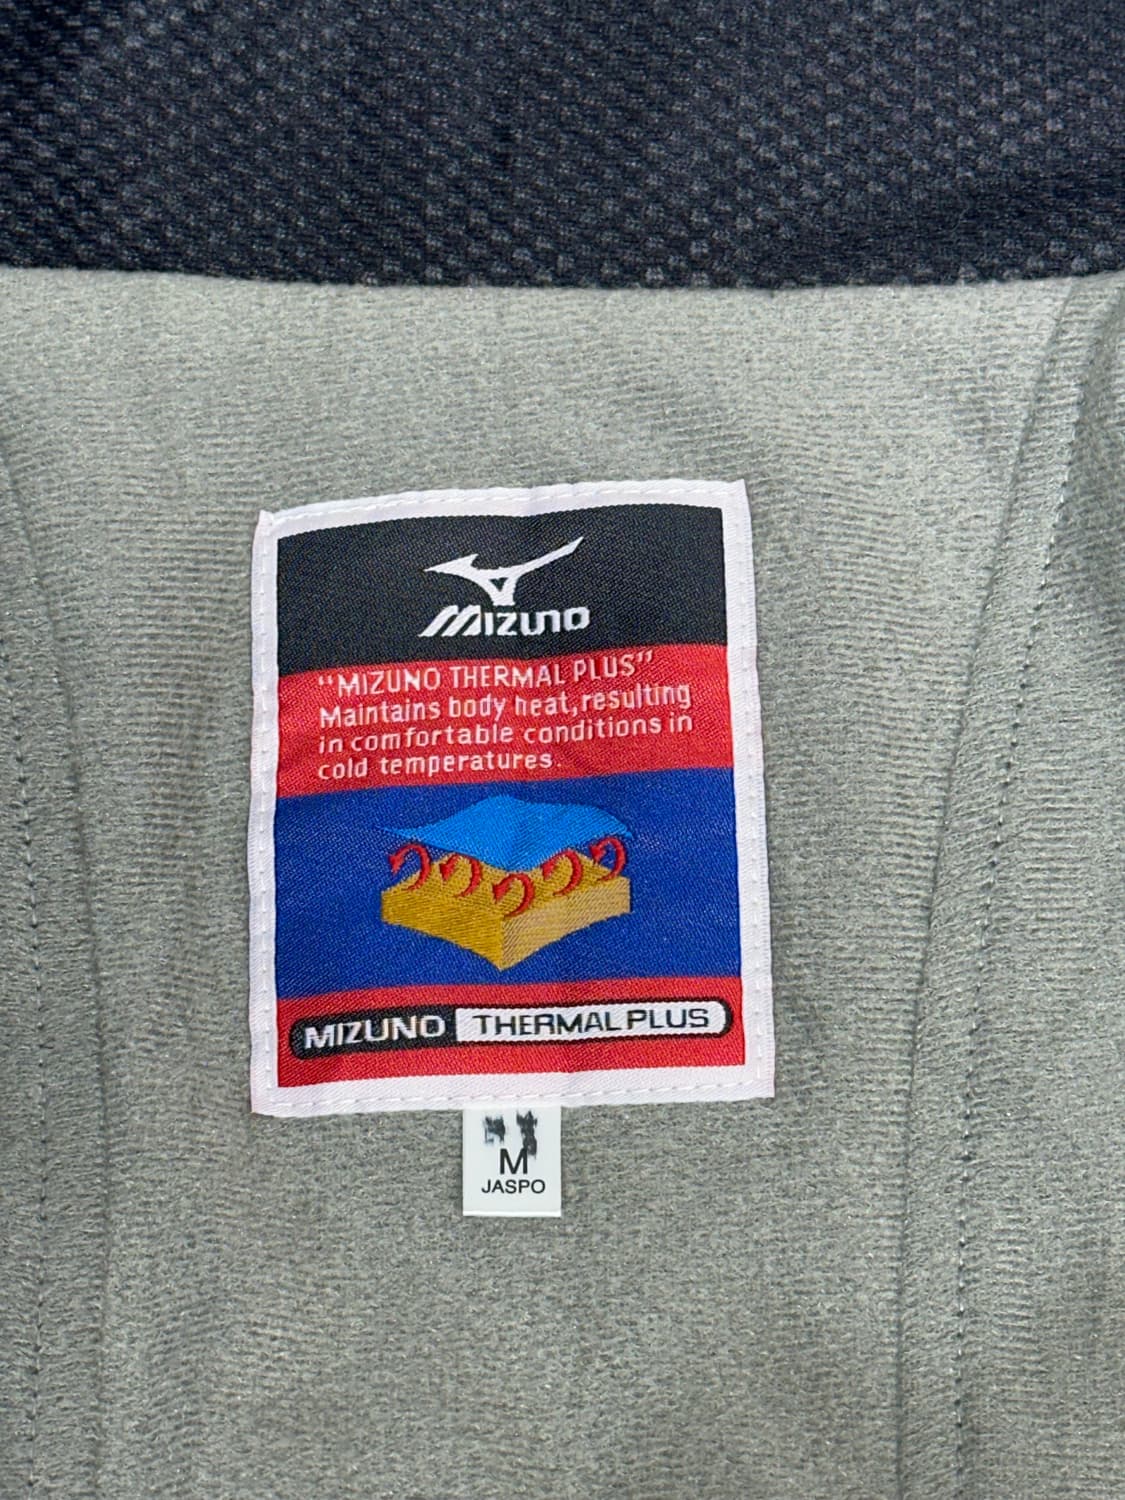 MIZUNO
“MIZUNO THERMAL PLUS”
Maintains body heat,resulting
in comfortable conditions in
cold temperatures.
MIZUNO THERMAL PLUS
M
JASPO